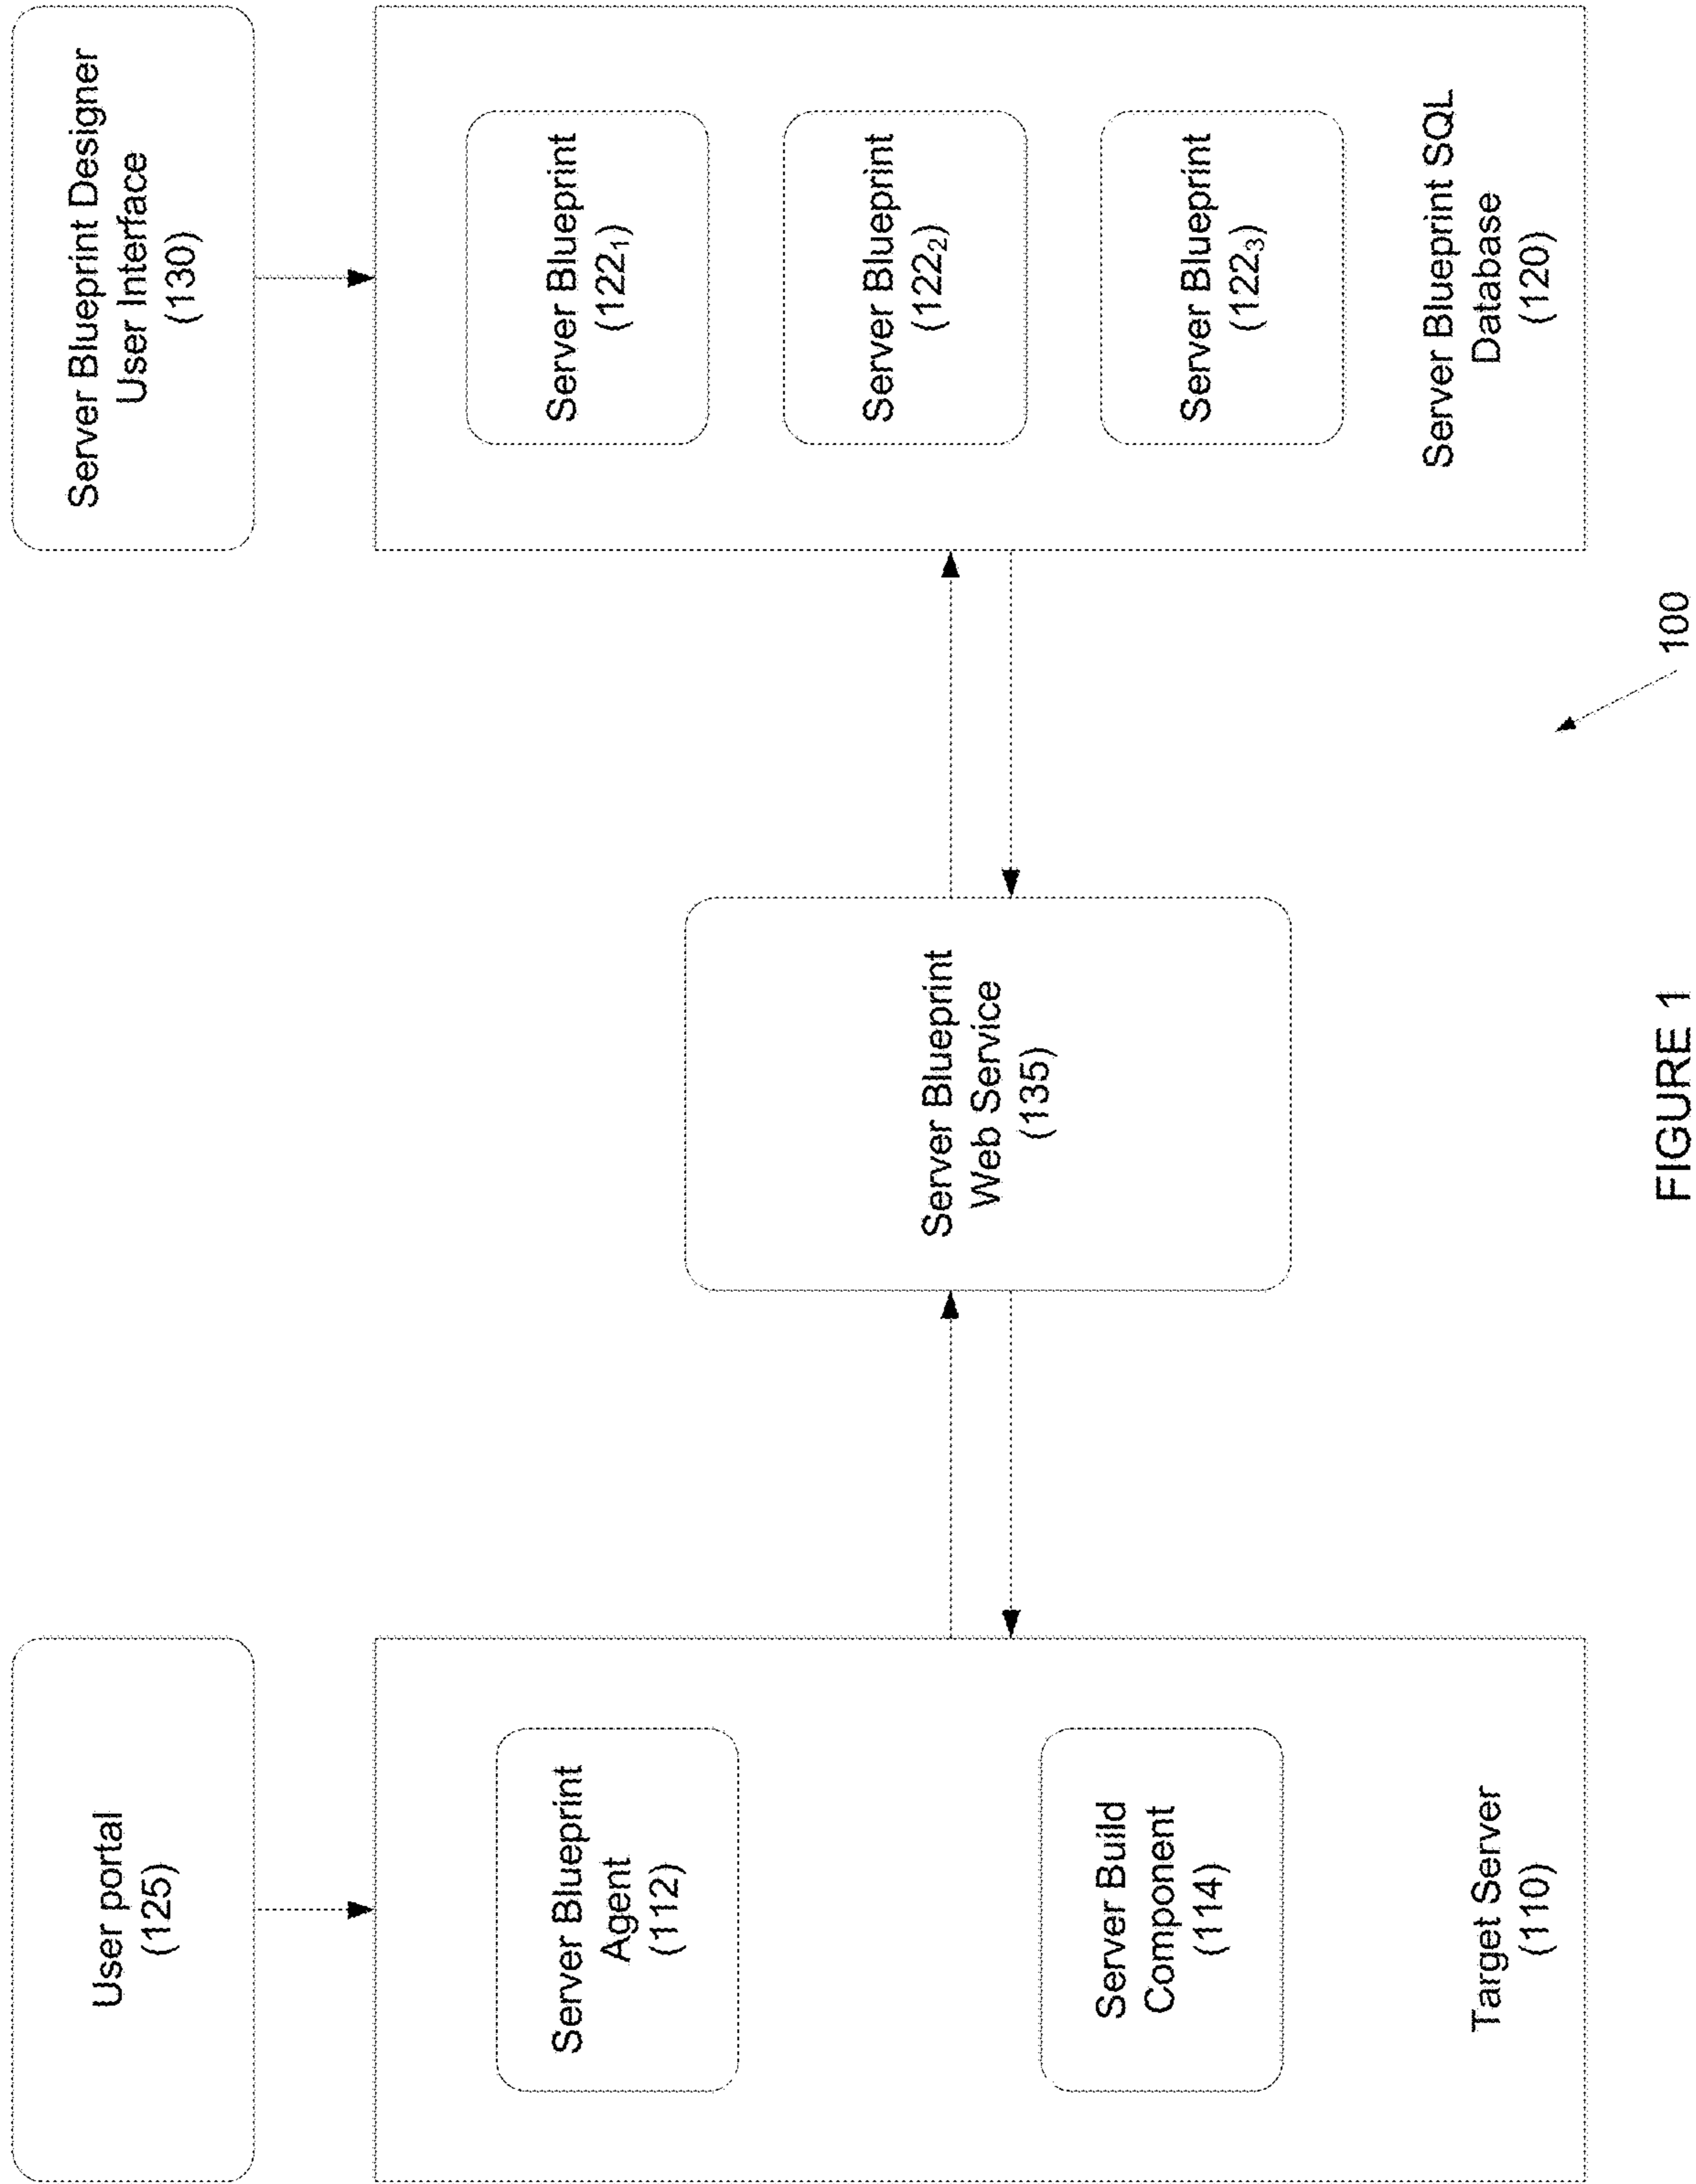 User portal
(125)
Server Blueprint Designer
User Interface
(130)
Server Blueprint
Agent
(112)
Server Build
Component
(114)
Target Server
(110)
Server Blueprint
Web Service
(135)
Server Blueprint
(122₁)
Server Blueprint
(122₂)
Server Blueprint
(122₃)
Server Blueprint SQL
Database
(120)
100
FIGURE 1